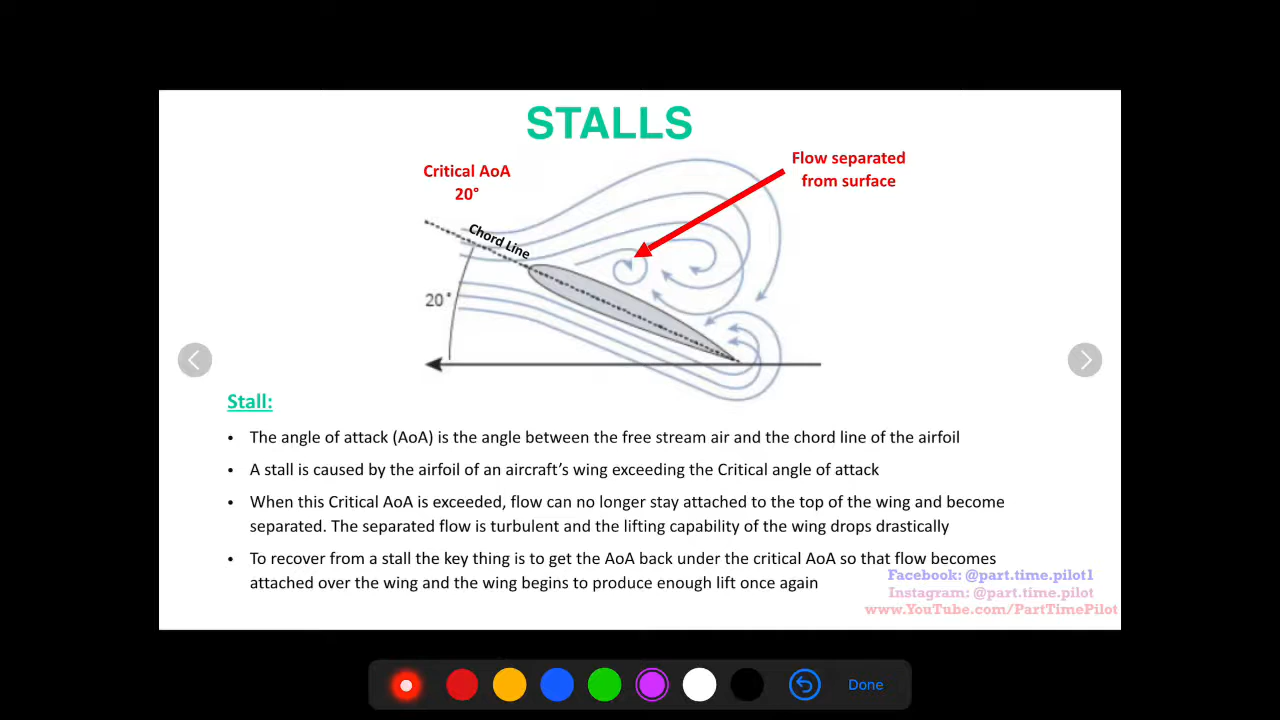 STALLS
Critical AoA
20°
Flow separated
from surface
Chord Line
20°
Stall:
• The angle of attack (AoA) is the angle between the free stream air and the chord line of the airfoil
• A stall is caused by the airfoil of an aircraft’s wing exceeding the Critical angle of attack
• When this Critical AoA is exceeded, flow can no longer stay attached to the top of the wing and become
separated. The separated flow is turbulent and the lifting capability of the wing drops drastically
• To recover from a stall the key thing is to get the AoA back under the critical AoA so that flow becomes
attached over the wing and the wing begins to produce enough lift once again
Facebook: @part.time.pilot1
Instagram: @part.time.pilot
www.YouTube.com/PartTimePilot
Done